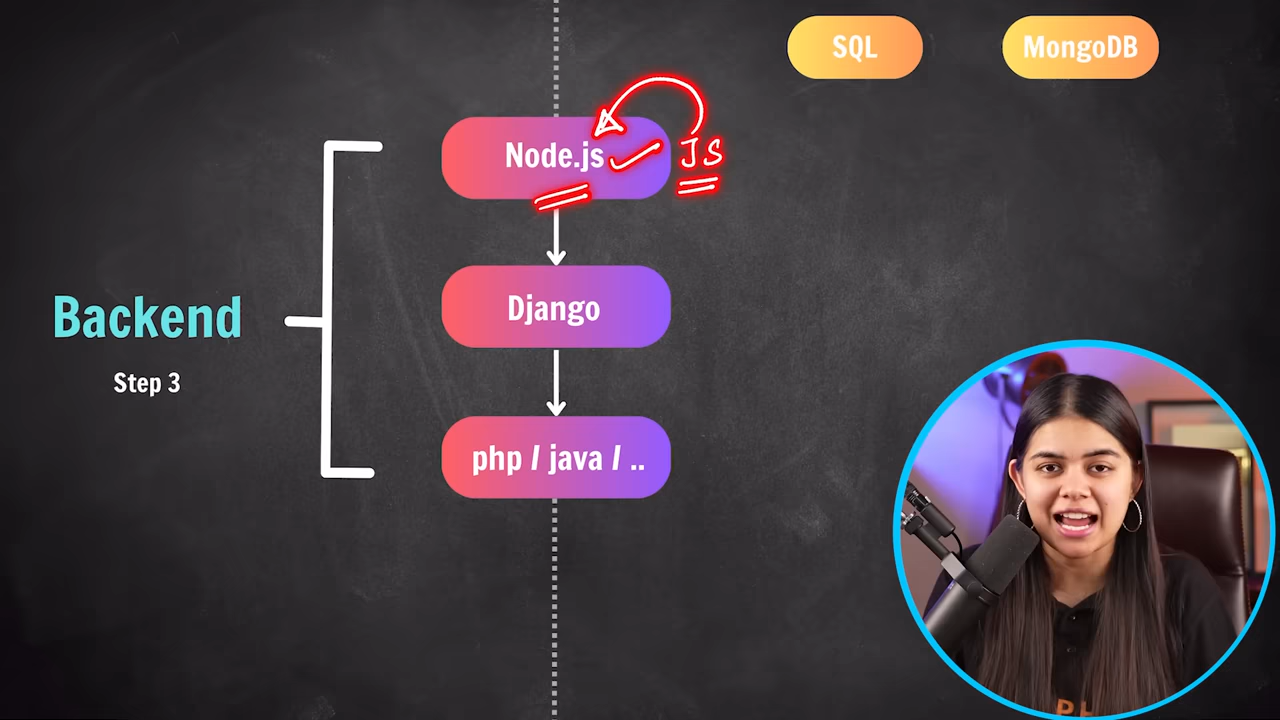 SQL
MongoDB
Node.js
JS
Django
Backend
Step 3
php / java / ..